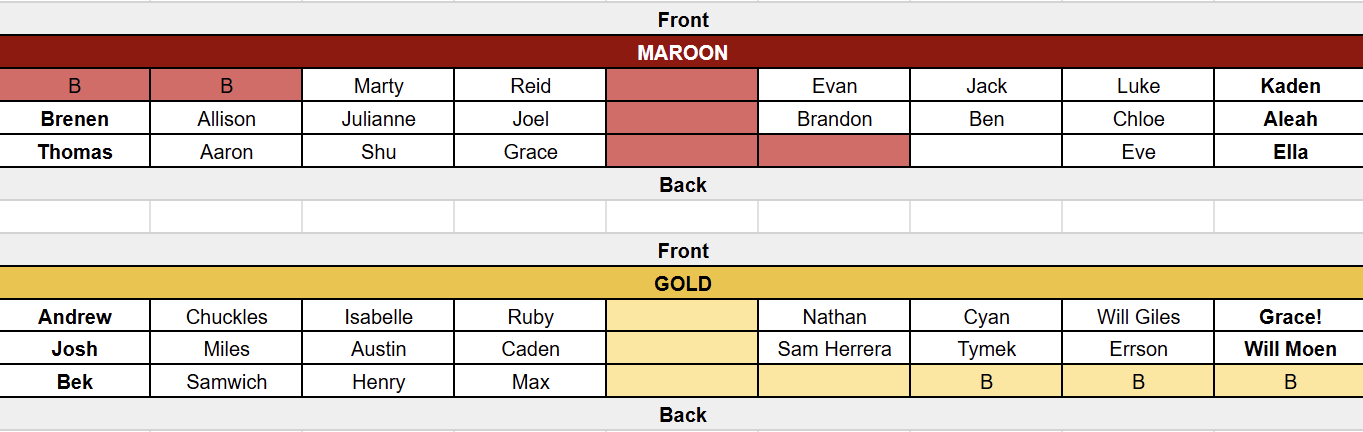 Front
MAROON
B B Marty Reid Evan Jack Luke Kaden
Brenen Allison Julianne Joel Brandon Ben Chloe Aleah
Thomas Aaron Shu Grace Eve Ella
Back
Front
GOLD
Andrew Chuckles Isabelle Ruby Nathan Cyan Will Giles Grace!
Josh Miles Austin Caden Sam Herrera Tymek Errson Will Moen
Bek Samwich Henry Max B B B
Back